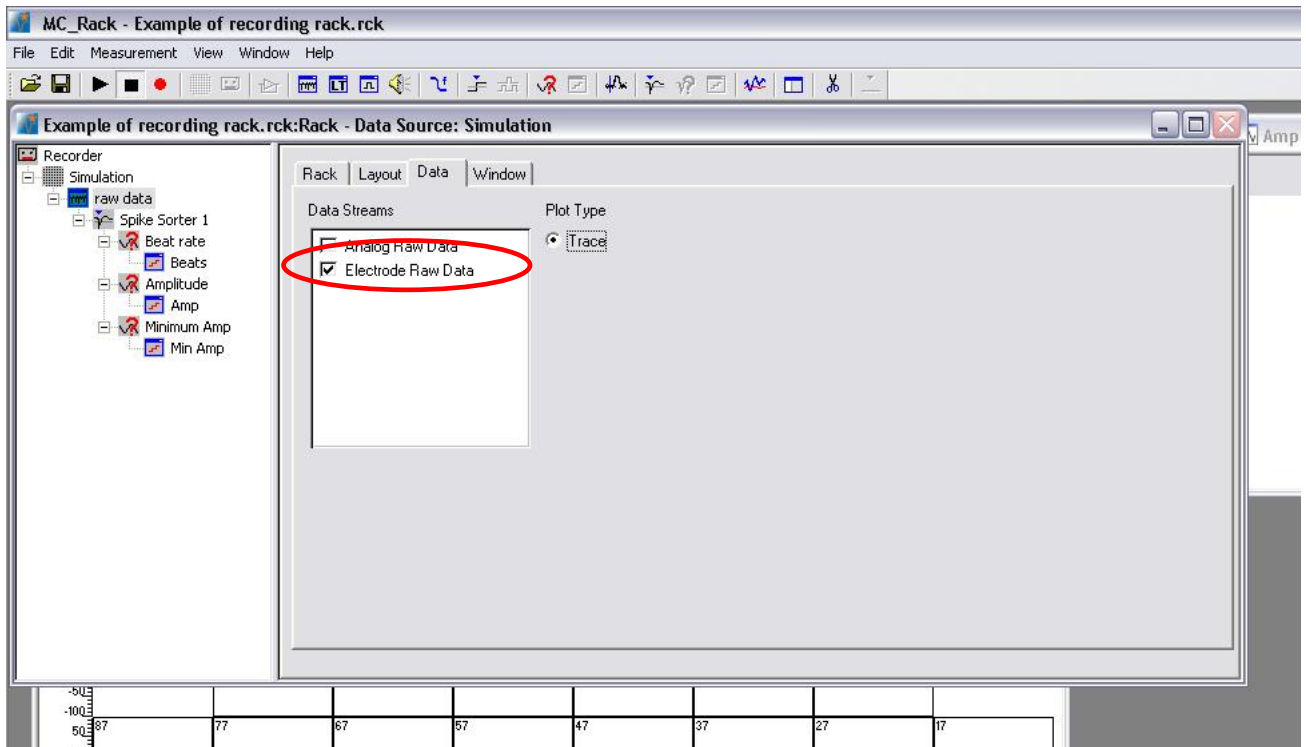 MC_Rack - Example of recording rack.rck
File Edit Measurement View Window Help
Example of recording rack.rck:Rack - Data Source: Simulation
Amp
Recorder
Simulation
raw data
Spike Sorter 1
Beat rate
Beats
Amplitude
Amp
Minimum Amp
Min Amp
Rack Layout Data Window
Data Streams Plot Type
Analog Raw Data Trace
Electrode Raw Data
-50
-100
50 87 77 67 57 47 37 27 17